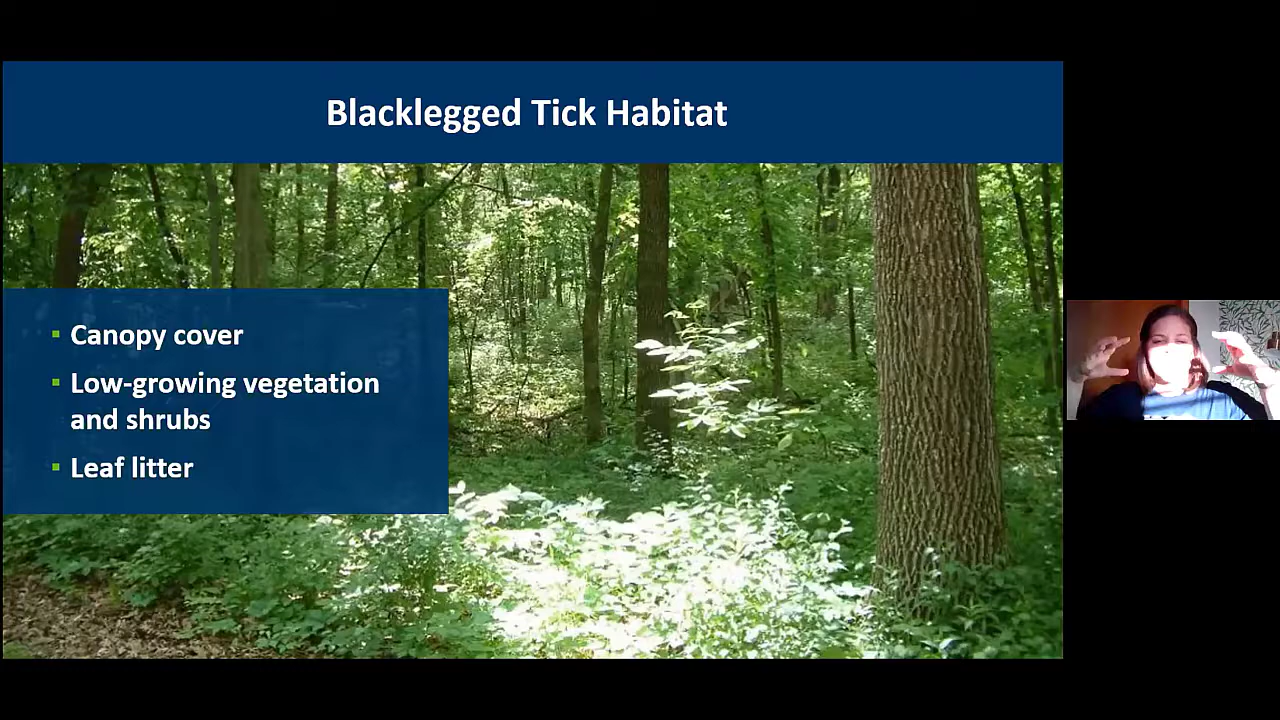 Blacklegged Tick Habitat
Canopy cover
Low-growing vegetation
and shrubs
Leaf litter